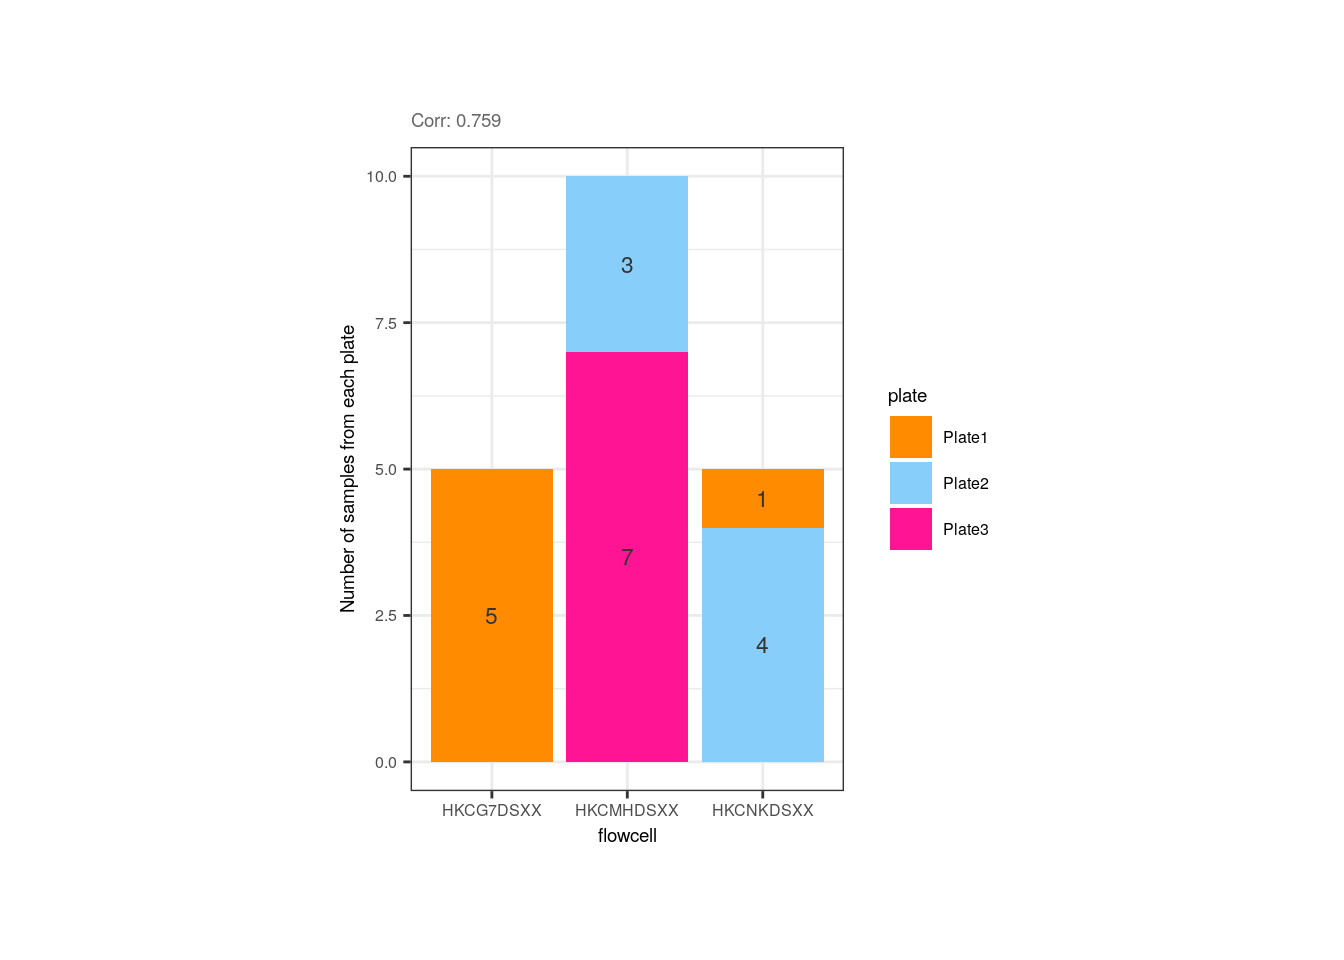 Corr: 0.759
Number of samples from each plate
10.0
7.5
5.0
2.5
0.0
3
1
7
5
4
HKCG7DSXX HKCMHDSXX HKCNKDSXX
flowcell
plate
Plate1
Plate2
Plate3